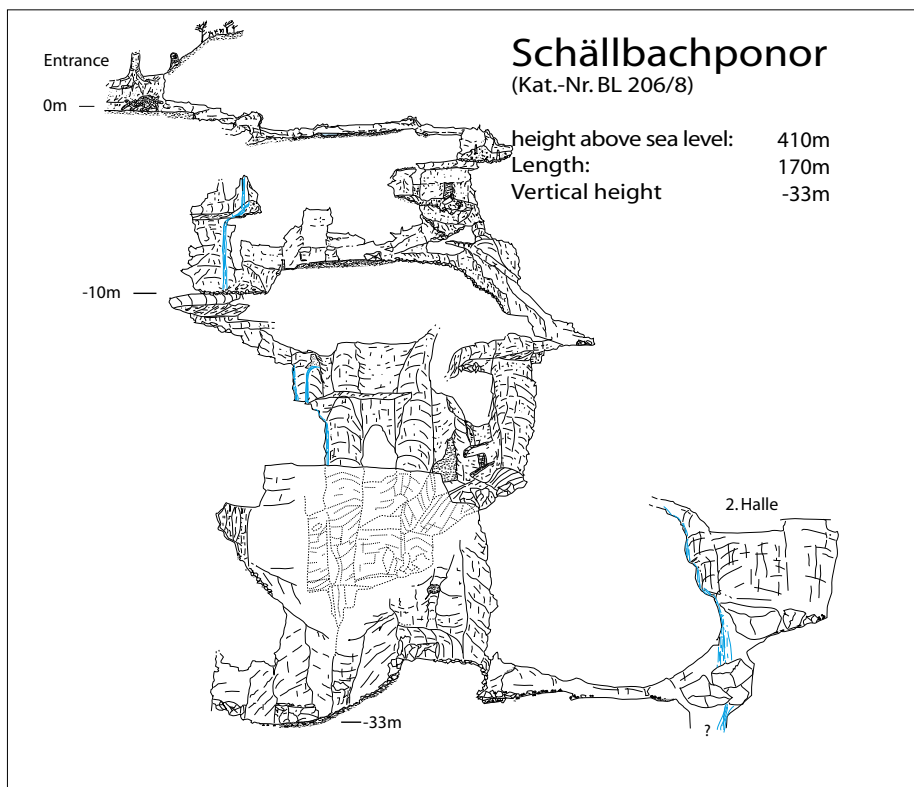 Schällbachponor
(Kat.-Nr. BL 206/8)
height above sea level: 410m
Length: 170m
Vertical height -33m
Entrance
0m
-10m
2. Halle
-33m
?